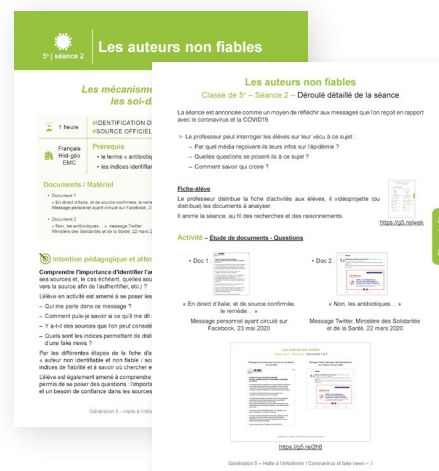 5e | séance 2
Les auteurs non fiables
Les mécanisme
les soi-di
1 heure
#IDENTIFICATION D
#SOURCE OFFICIEL
Français
Hist-géo
EMC
Prérequis
• le terme « antibiotiq
• les indices identifian
Documents / Matériel
• Document 1
« En direct d'Italie, et de source confirmée, le rem
Message personnel ayant circulé sur Facebook, 2
• Document 2
« Non, les antibiotiques… », message Twitter
Ministère des Solidarités et de la Santé, 22 mars 2
Intention pédagogique et atten
Comprendre l'importance d'identifier l'a
ses sources et, le cas échéant, quelles sou
vers la source afin de l'authentifier, etc.) ?
L'élève en activité est amené à se poser les
– Qui me parle dans ce message ?
– Comment puis-je savoir si ce qu'il me dit
– Y a-t-il des sources que l'on peut considé
– Quels sont les indices permettant de dist
d'une fake news ?
Par les différentes étapes de la fiche d'a
« auteur non identifiable et non fiable / so
indices de fiabilité et à savoir où chercher e
L'élève est également amené à comprendre
permis de se poser des questions : l'importa
et un besoin de confiance dans les sources
Génération 5 – Halte à l'info
Les auteurs non fiables
Classe de 5e – Séance 2 – Déroulé détaillé de la séance
La séance est annoncée comme un moyen de réfléchir aux messages que l'on reçoit en rapport
avec le coronavirus et la COVID19.
► Le professeur peut interroger les élèves sur leur vécu à ce sujet :
– Par quel média reçoivent-ils leurs infos sur l'épidémie ?
– Quelles questions se posent-ils à ce sujet ?
– Comment savoir qui croire ?
Fiche-élève
Le professeur distribue la fiche d'activités aux élèves, il vidéoprojette (ou
distribue) les documents à analyser
Il anime la séance, au fil des recherches et des raisonnements
Activité – Étude de documents - Questions
• Doc 1 :
• Doc 2 :
« En direct d'Italie, et de source confirmée,
le remède… »
« Non, les antibiotiques… »
Message personnel ayant circulé sur
Facebook, 23 mai 2020
Message Twitter, Ministère des Solidarités
et de la Santé, 22 mars 2020
Les auteurs non fiables
https://g5.re/2h8
Génération 5 – Halte à l'infodémie ! Coronavirus et fake news – 3